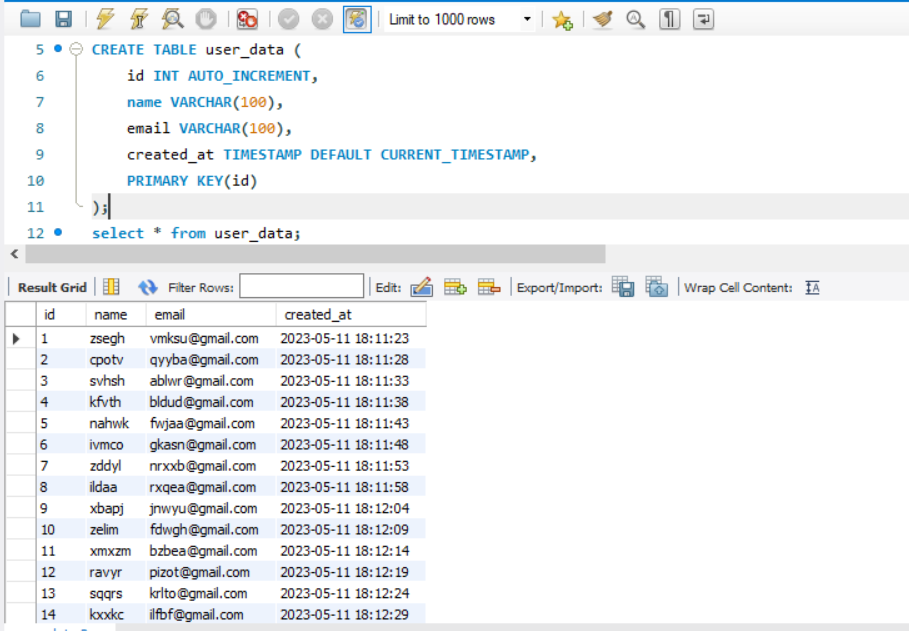 Limit to 1000 rows
5 CREATE TABLE user_data (
6 id INT AUTO_INCREMENT,
7 name VARCHAR(100),
8 email VARCHAR(100),
9 created_at TIMESTAMP DEFAULT CURRENT_TIMESTAMP,
10 PRIMARY KEY(id)
11 );
12 select * from user_data;
Result Grid Filter Rows: Edit: Export/Import: Wrap Cell Content:
id name email created_at
1 zsegh vmksu@gmail.com 2023-05-11 18:11:23
2 cpotv qyyba@gmail.com 2023-05-11 18:11:28
3 svhsh ablwr@gmail.com 2023-05-11 18:11:33
4 kfvth bldud@gmail.com 2023-05-11 18:11:38
5 nahwk fwjaa@gmail.com 2023-05-11 18:11:43
6 ivmco gkasn@gmail.com 2023-05-11 18:11:48
7 zddyl nrxxb@gmail.com 2023-05-11 18:11:53
8 ildaa rxqea@gmail.com 2023-05-11 18:11:58
9 xbapj jnwyu@gmail.com 2023-05-11 18:12:04
10 zelim fdwgh@gmail.com 2023-05-11 18:12:09
11 xmxzm bzbea@gmail.com 2023-05-11 18:12:14
12 ravyr pizot@gmail.com 2023-05-11 18:12:19
13 sqqrs krlto@gmail.com 2023-05-11 18:12:24
14 kxxkc ilfbf@gmail.com 2023-05-11 18:12:29